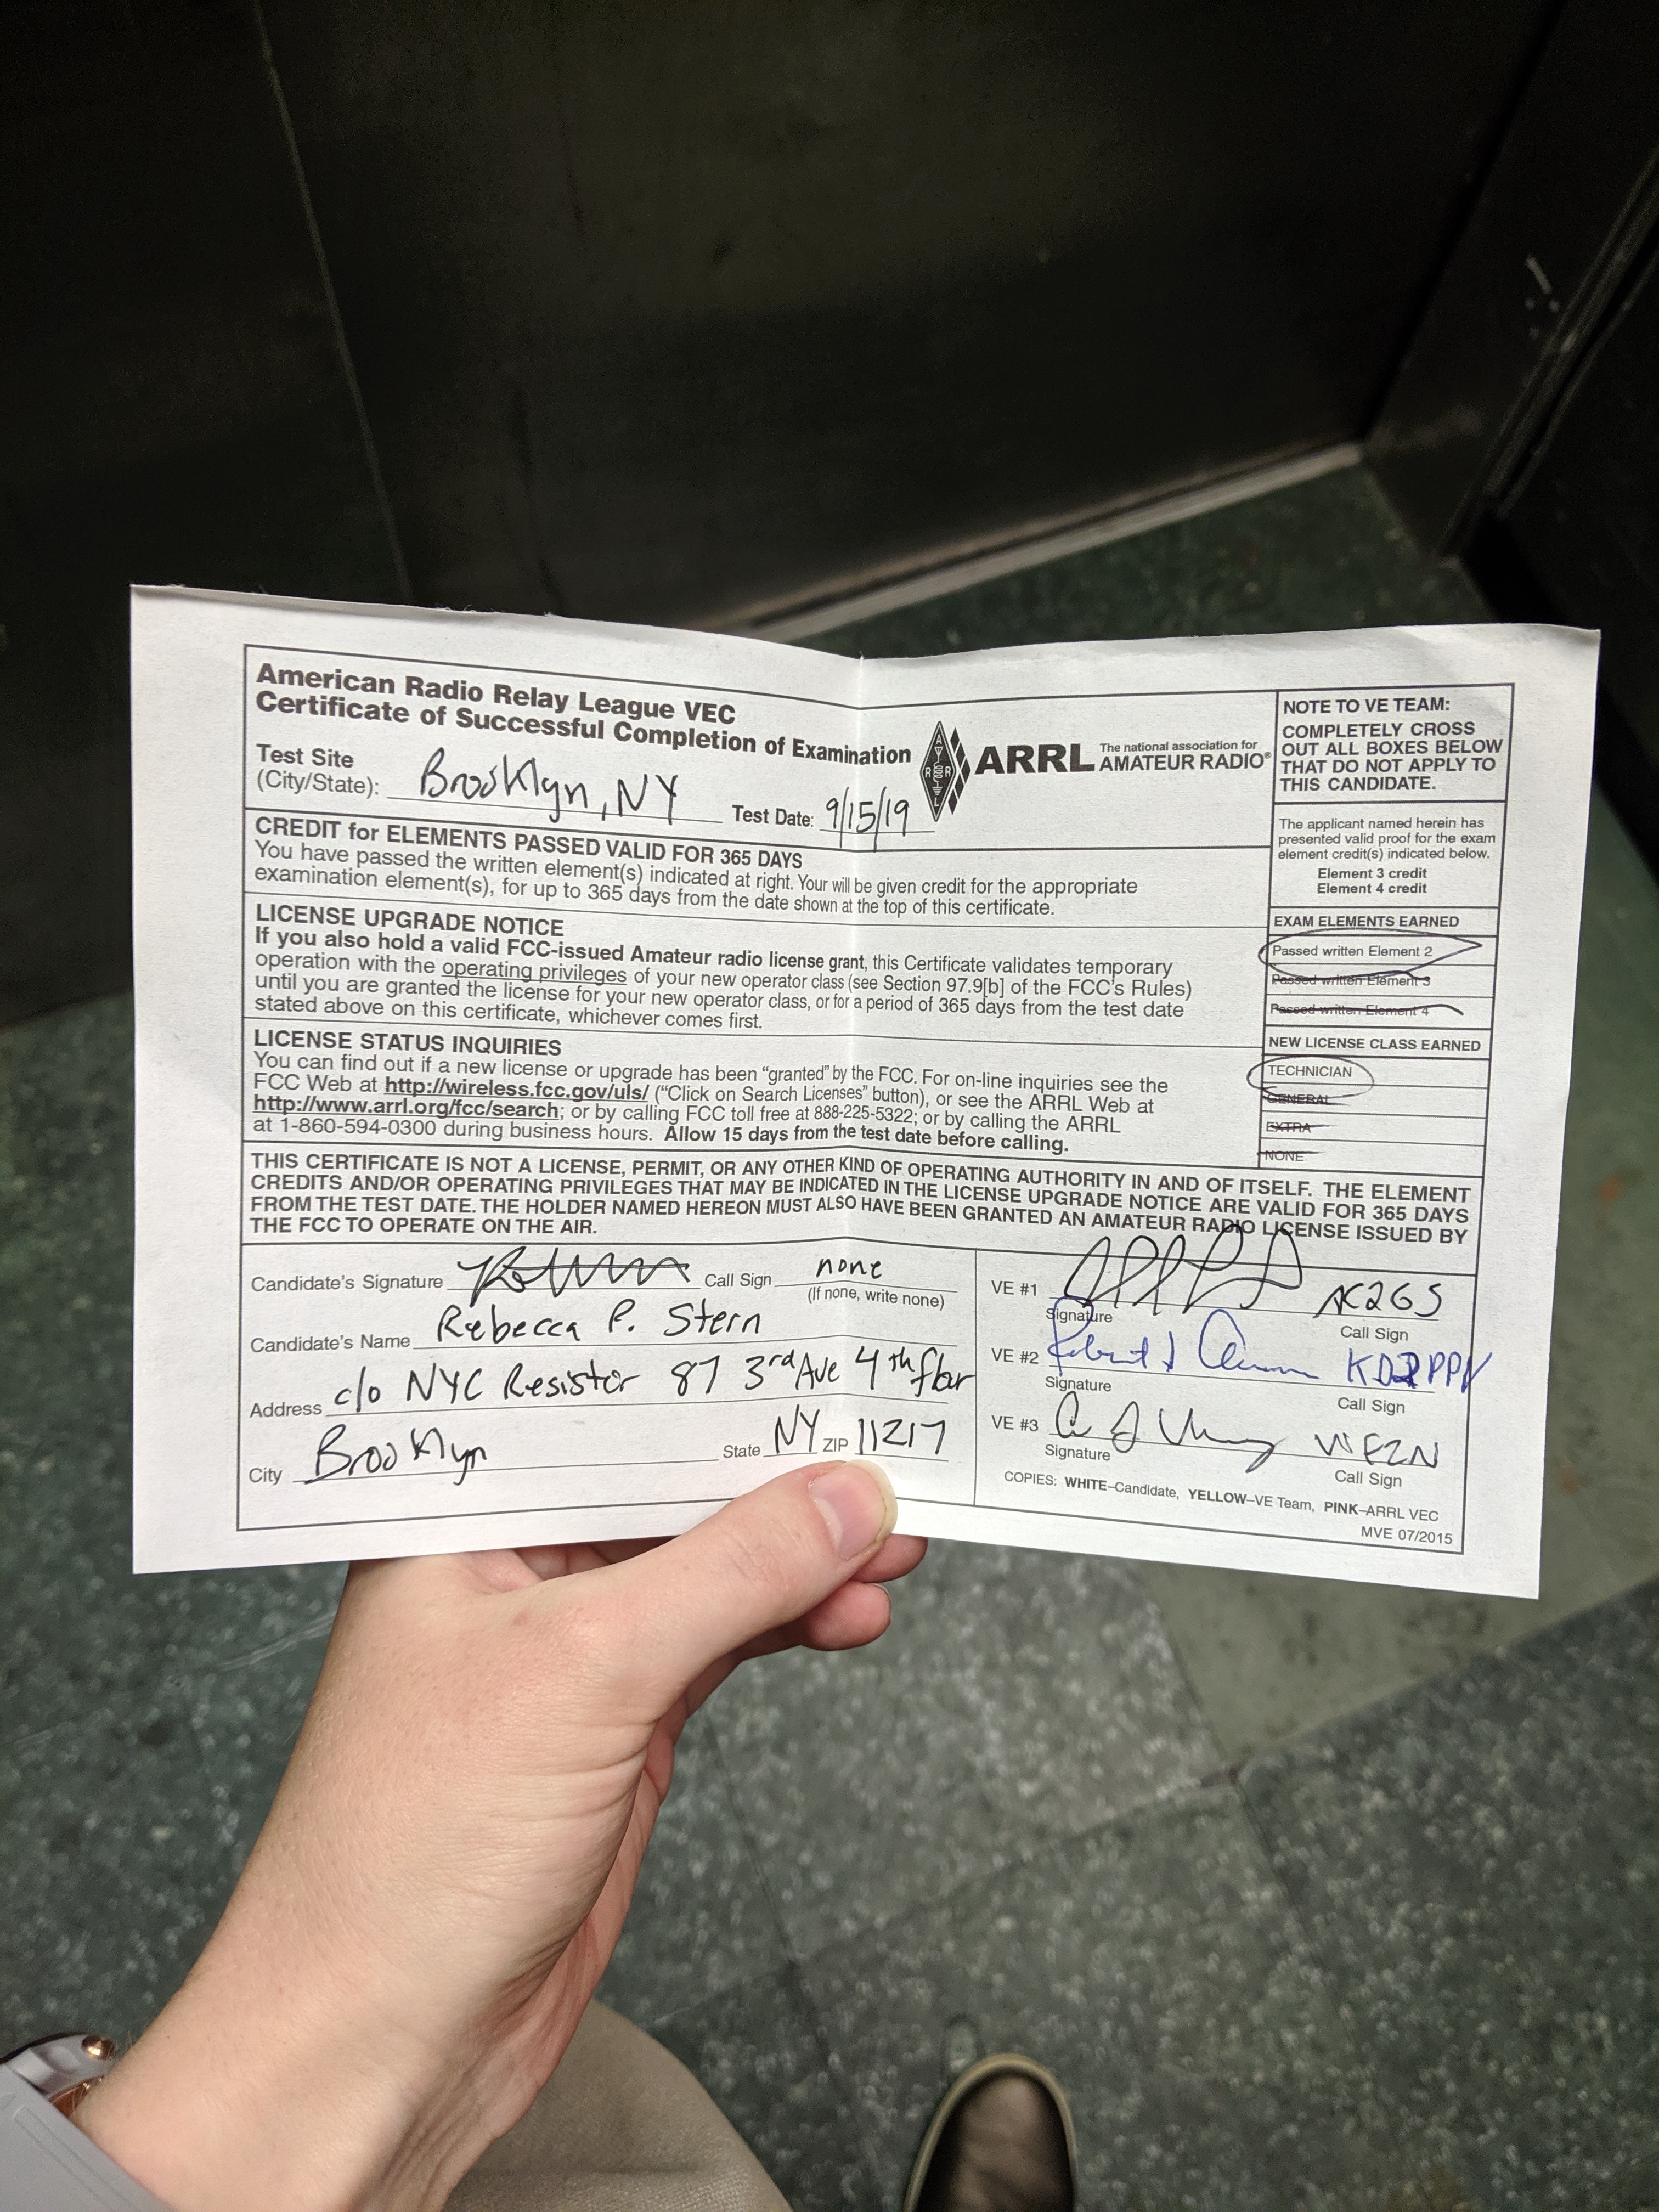 American Radio Relay League VEC
Certificate of Successful Completion of Examination
Test Site
(City/State): Brooklyn, NY Test Date: 9/15/19
ARRL The national association for
AMATEUR RADIO®
CREDIT for ELEMENTS PASSED VALID FOR 365 DAYS
You have passed the written element(s) indicated at right. Your will be given credit for the appropriate
examination element(s), for up to 365 days from the date shown at the top of this certificate.
LICENSE UPGRADE NOTICE
If you also hold a valid FCC-issued Amateur radio license grant, this Certificate validates temporary
operation with the operating privileges of your new operator class (see Section 97.9[b] of the FCC's Rules)
until you are granted the license for your new operator class, or for a period of 365 days from the test date
stated above on this certificate, whichever comes first.
LICENSE STATUS INQUIRIES
You can find out if a new license or upgrade has been "granted" by the FCC. For on-line inquiries see the
FCC Web at http://wireless.fcc.gov/uls/ ("Click on Search Licenses" button), or see the ARRL Web at
http://www.arrl.org/fcc/search; or by calling FCC toll free at 888-225-5322; or by calling the ARRL
at 1-860-594-0300 during business hours. Allow 15 days from the test date before calling.
NOTE TO VE TEAM:
COMPLETELY CROSS
OUT ALL BOXES BELOW
THAT DO NOT APPLY TO
THIS CANDIDATE.
The applicant named herein has
presented valid proof for the exam
element credit(s) indicated below.
Element 3 credit
Element 4 credit
EXAM ELEMENTS EARNED
Passed written Element 2
Passed written Element 3
Passed written Element 4
NEW LICENSE CLASS EARNED
TECHNICIAN
GENERAL
EXTRA
NONE
THIS CERTIFICATE IS NOT A LICENSE, PERMIT, OR ANY OTHER KIND OF OPERATING AUTHORITY IN AND OF ITSELF. THE ELEMENT
CREDITS AND/OR OPERATING PRIVILEGES THAT MAY BE INDICATED IN THE LICENSE UPGRADE NOTICE ARE VALID FOR 365 DAYS
FROM THE TEST DATE. THE HOLDER NAMED HEREON MUST ALSO HAVE BEEN GRANTED AN AMATEUR RADIO LICENSE ISSUED BY
THE FCC TO OPERATE ON THE AIR.
Candidate's Signature Call Sign none
(If none, write none)
Candidate's Name Rebecca P. Stern
Address c/o NYC Resistor 87 3rd Ave 4th floor
City Brooklyn State NY ZIP 11217
VE #1 AC2GS
Signature Call Sign
VE #2
Signature Call Sign
VE #3
Signature Call Sign
COPIES: WHITE–Candidate, YELLOW–VE Team, PINK–ARRL VEC
MVE 07/2015